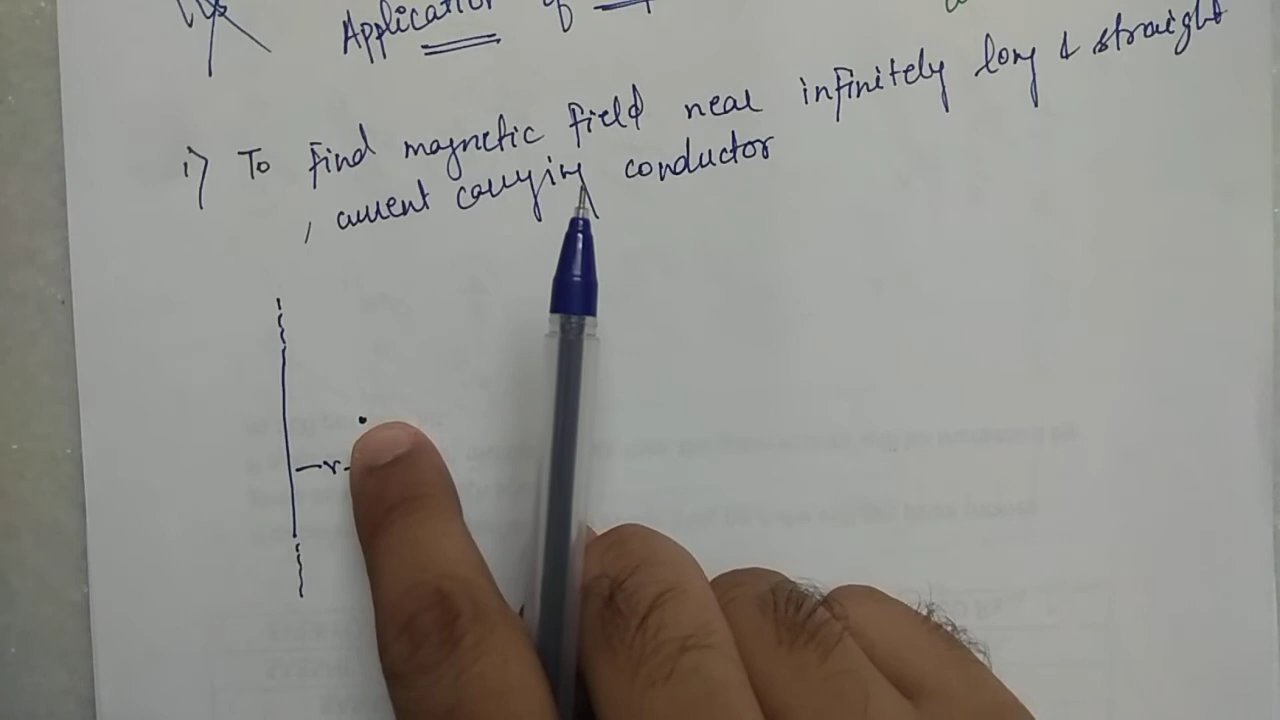 Application of
i) To find magnetic field near infinitely long & straight
, current carrying conductor
r